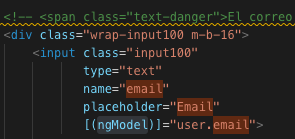 <!-- <span class="text-danger">El correo
<div class="wrap-input100 m-b-16">
<input class="input100"
type="text"
name="email"
placeholder="Email"
[(ngModel)]="user.email">